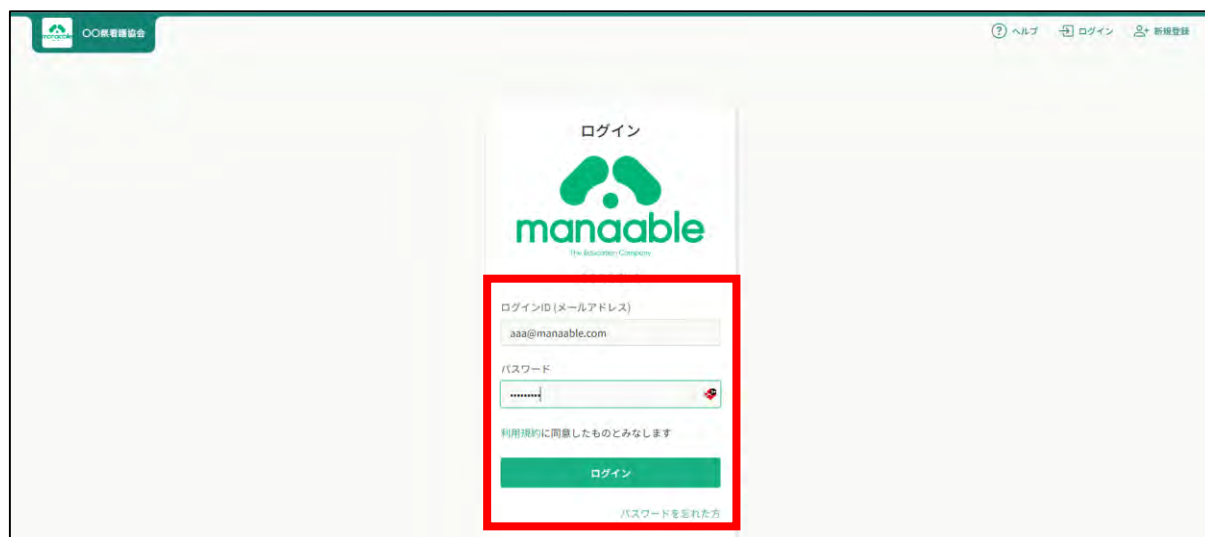 manaable
〇〇県看護協会
ヘルプ
ログイン
新規登録
ログイン
manaable
The Education Company
ログインID (メールアドレス)
aaa@manaable.com
パスワード
利用規約に同意したものとみなします
ログイン
パスワードを忘れた方